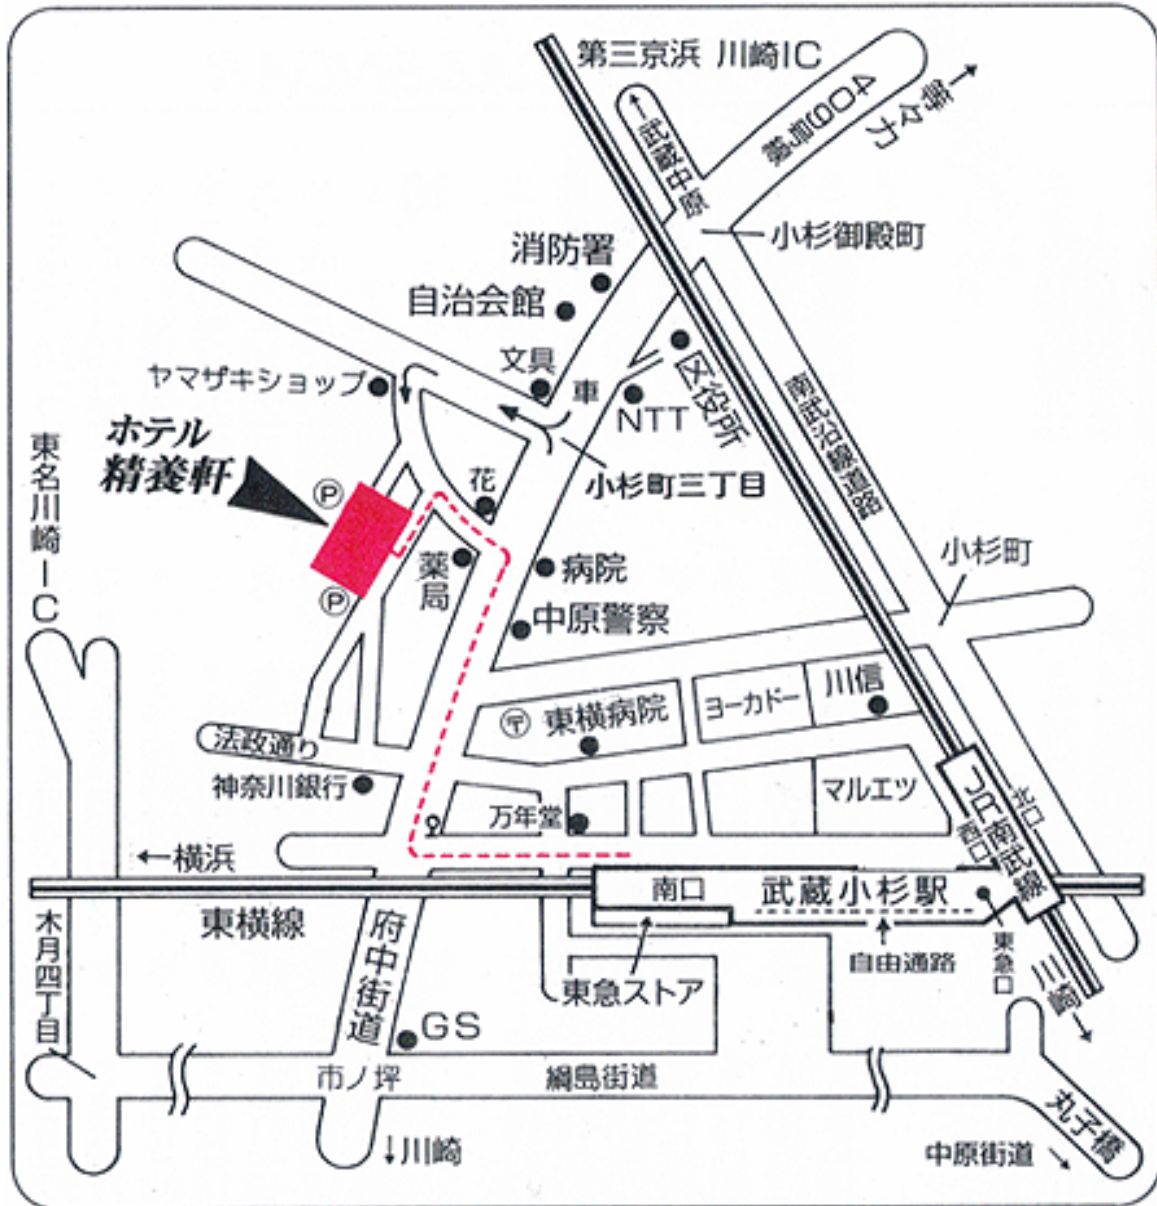 第三京浜 川崎IC
武蔵中原
409号線
等々力
小杉御殿町
消防署
自治会館
文具
車
区役所
NTT
南武沿線道路
ヤマザキショップ
ホテル
精養軒
P
花
小杉町三丁目
東名川崎IC
薬局
病院
小杉町
P
中原警察
〒
東横病院
ヨーカドー
川信
法政通り
神奈川銀行
万年堂
マルエツ
JR南武線
北口
西口
←横浜
南口
武蔵小杉駅
東横線
木月四丁目
府中街道
東急ストア
自由通路
東急口
川崎
GS
市ノ坪
綱島街道
丸子橋
↓川崎
中原街道